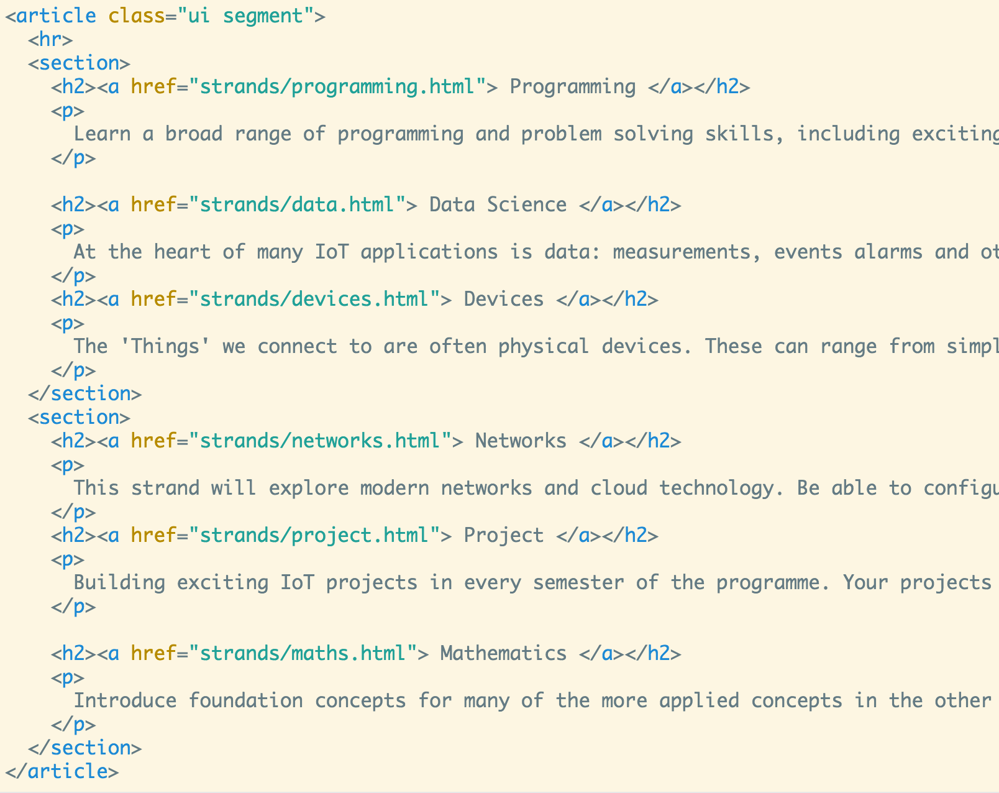 <article class="ui segment">
  <hr>
  <section>
    <h2><a href="strands/programming.html"> Programming </a></h2>
    <p>
      Learn a broad range of programming and problem solving skills, including exciting
    </p>

    <h2><a href="strands/data.html"> Data Science </a></h2>
    <p>
      At the heart of many IoT applications is data: measurements, events alarms and ot
    </p>
    <h2><a href="strands/devices.html"> Devices </a></h2>
    <p>
      The 'Things' we connect to are often physical devices. These can range from simpl
    </p>
  </section>
  <section>
    <h2><a href="strands/networks.html"> Networks </a></h2>
    <p>
      This strand will explore modern networks and cloud technology. Be able to configu
    </p>
    <h2><a href="strands/project.html"> Project </a></h2>
    <p>
      Building exciting IoT projects in every semester of the programme. Your projects
    </p>

    <h2><a href="strands/maths.html"> Mathematics </a></h2>
    <p>
      Introduce foundation concepts for many of the more applied concepts in the other
    </p>
  </section>
</article>